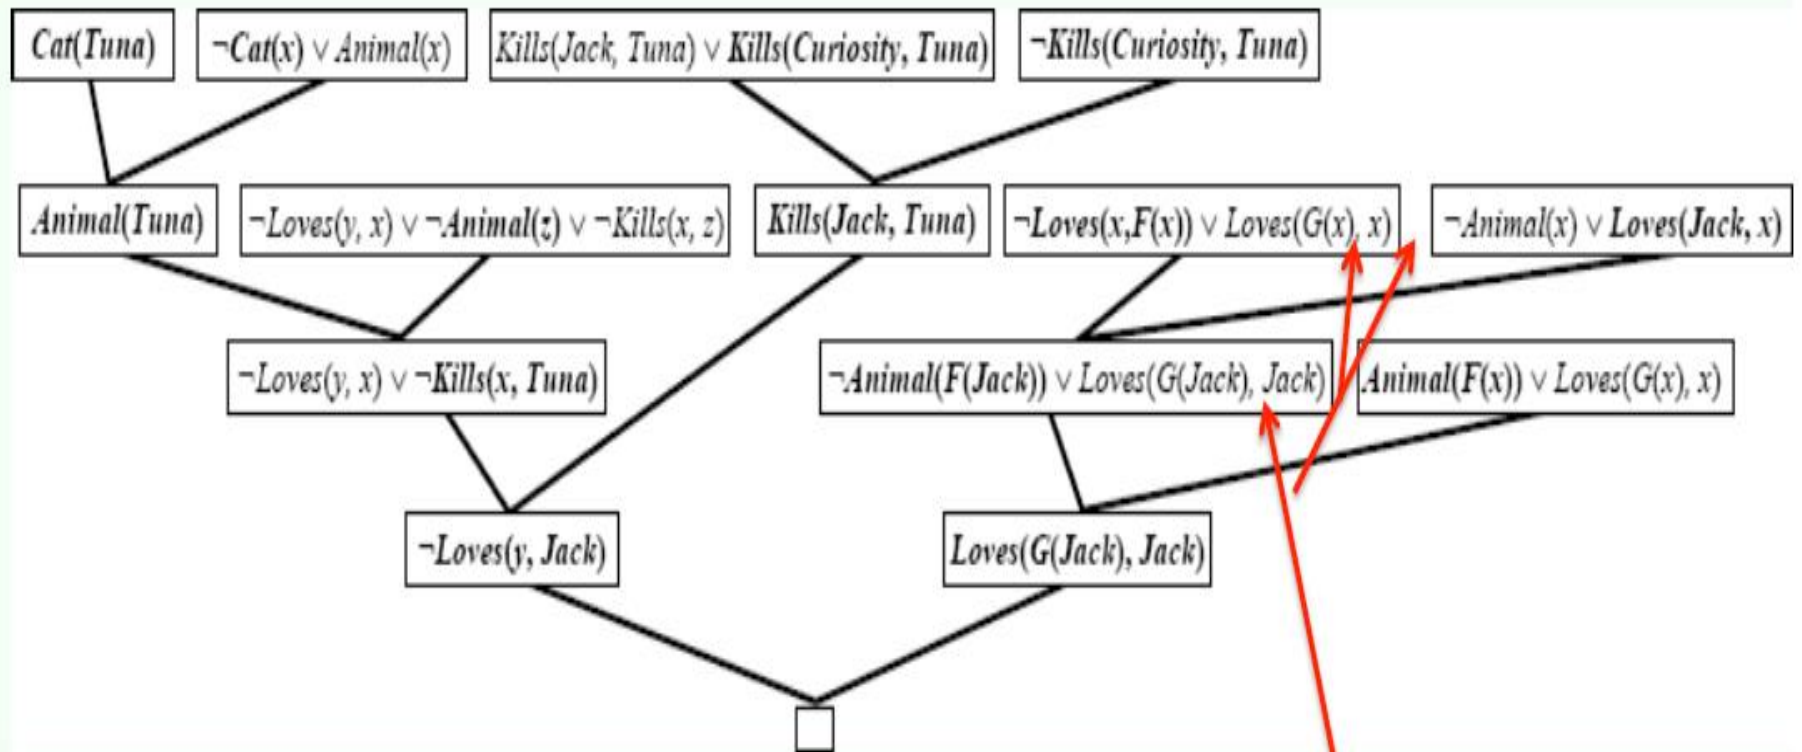 Cat(Tuna) ¬Cat(x) ∨ Animal(x) Kills(Jack, Tuna) ∨ Kills(Curiosity, Tuna) ¬Kills(Curiosity, Tuna)
Animal(Tuna) ¬Loves(y, x) ∨ ¬Animal(z) ∨ ¬Kills(x, z) Kills(Jack, Tuna) ¬Loves(x,F(x)) ∨ Loves(G(x), x) ¬Animal(x) ∨ Loves(Jack, x)
¬Loves(y, x) ∨ ¬Kills(x, Tuna) ¬Animal(F(Jack)) ∨ Loves(G(Jack), Jack) Animal(F(x)) ∨ Loves(G(x), x)
¬Loves(y, Jack) Loves(G(Jack), Jack)